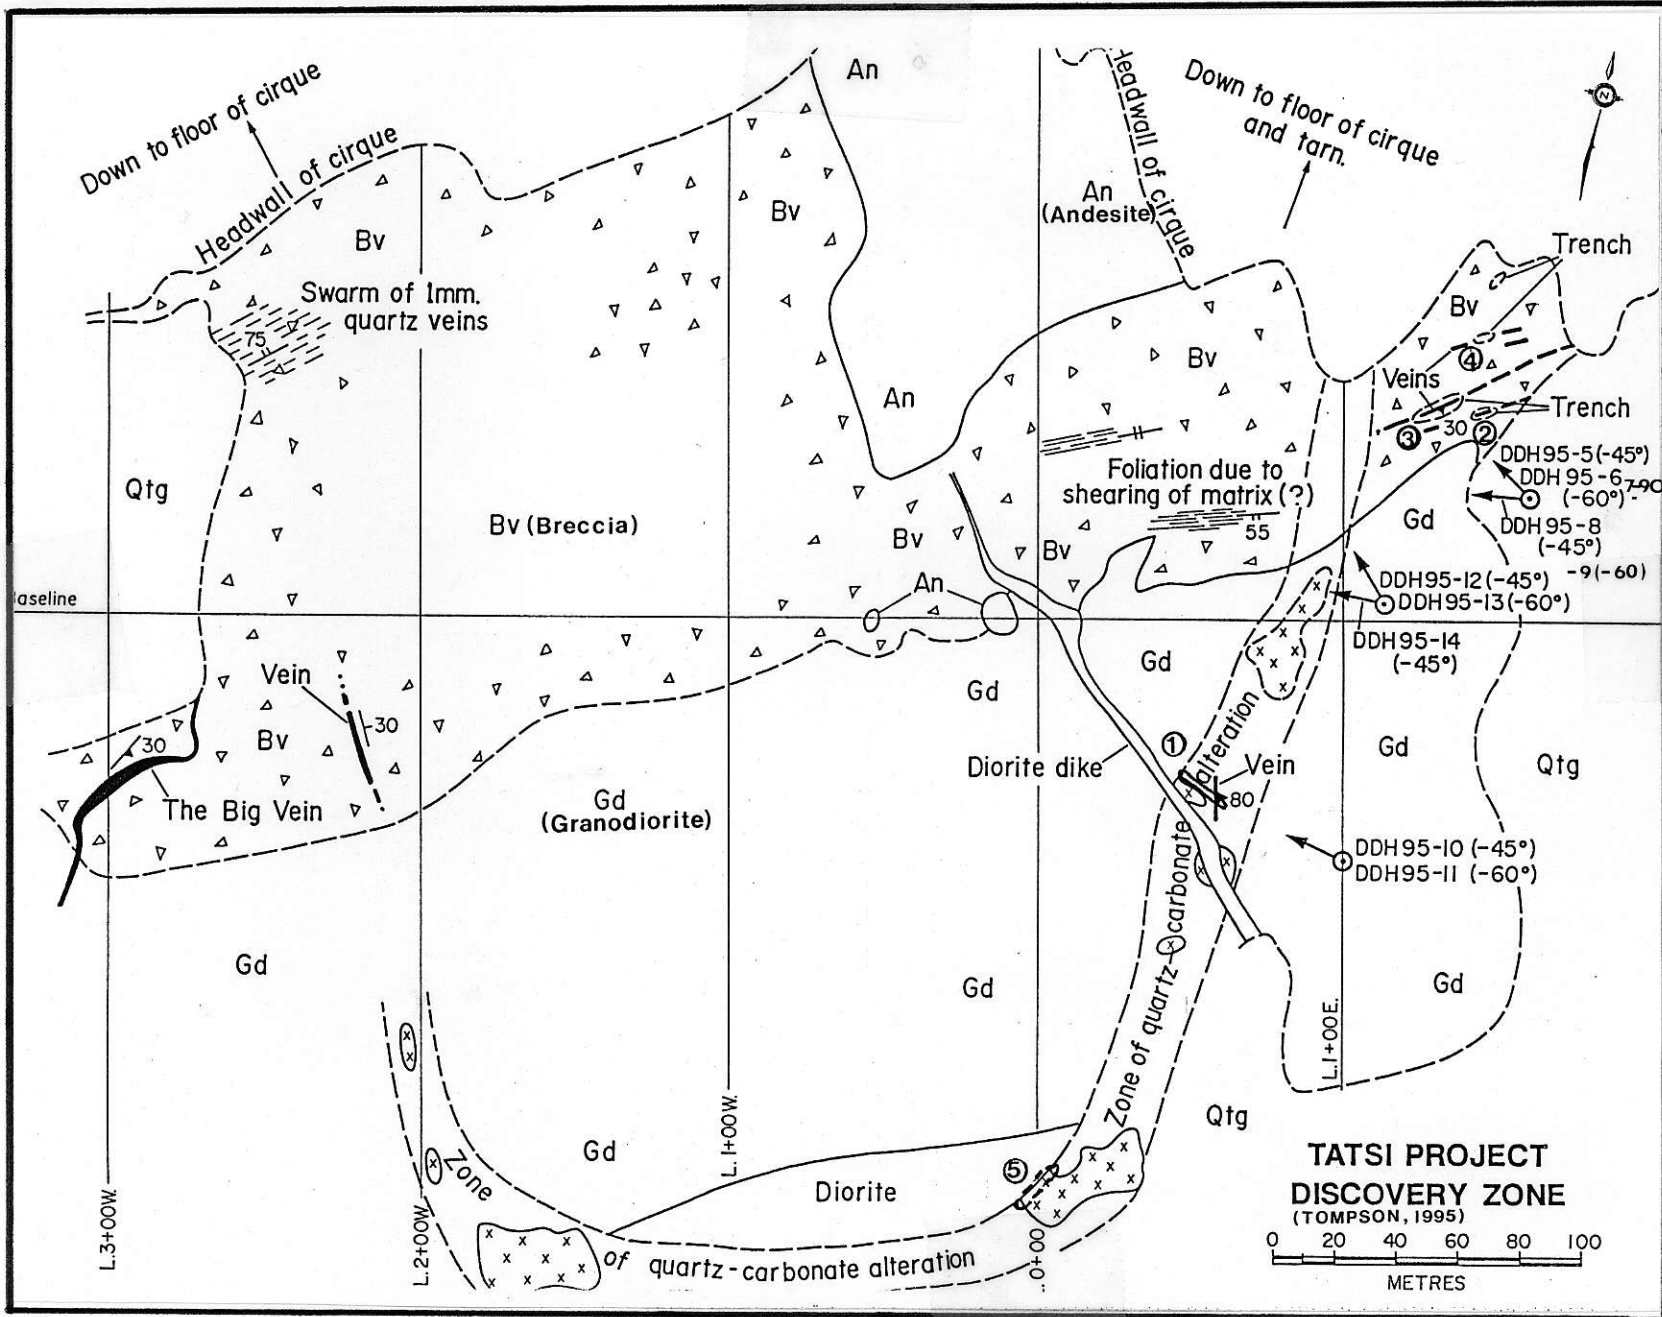 An
Down to floor of cirque
Headwall of cirque
Headwall of cirque
Down to floor of cirque
and tarn.
N
Bv
Bv
An
(Andesite)
Trench
Bv
Swarm of 1mm.
quartz veins
75
Bv
④
Veins
An
Trench
③
30
②
Qtg
Bv (Breccia)
Bv
Bv
Foliation due to
shearing of matrix (?)
55
Gd
DDH95-5 (-45°)
DDH95-6
(-60°)
DDH95-8
(-45°)
-9(-60)
An
aseline
DDH95-12 (-45°)
DDH95-13 (-60°)
DDH95-14
(-45°)
Vein
30
Gd
Gd
Bv
30
The Big Vein
①
Diorite dike
Vein
80
Gd
Qtg
Gd
(Granodiorite)
DDH95-10 (-45°)
DDH95-11 (-60°)
Zone of quartz-carbonate alteration
Gd
Gd
Gd
L.1+00E.
L.1+00W.
Qtg
Gd
Zone
⑤
Diorite
of quartz-carbonate alteration
L.3+00W.
L.2+00W.
.0+00
TATSI PROJECT
DISCOVERY ZONE
(TOMPSON, 1995)
0 20 40 60 80 100
METRES